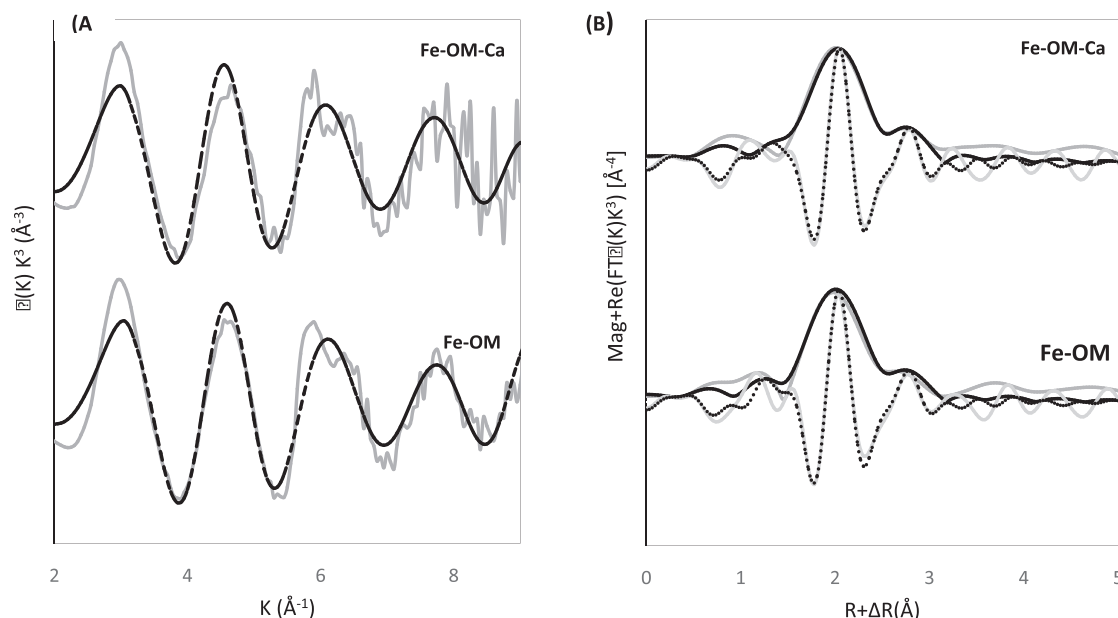 (A
Fe-OM-Ca
Fe-OM
⍰(K) K³ (Å⁻³)
2 4 6 8
K (Å⁻¹)
(B)
Fe-OM-Ca
Fe-OM
Mag+Re(FT⍰(K)K³) [Å⁻⁴]
0 1 2 3 4 5
R+ΔR(Å)